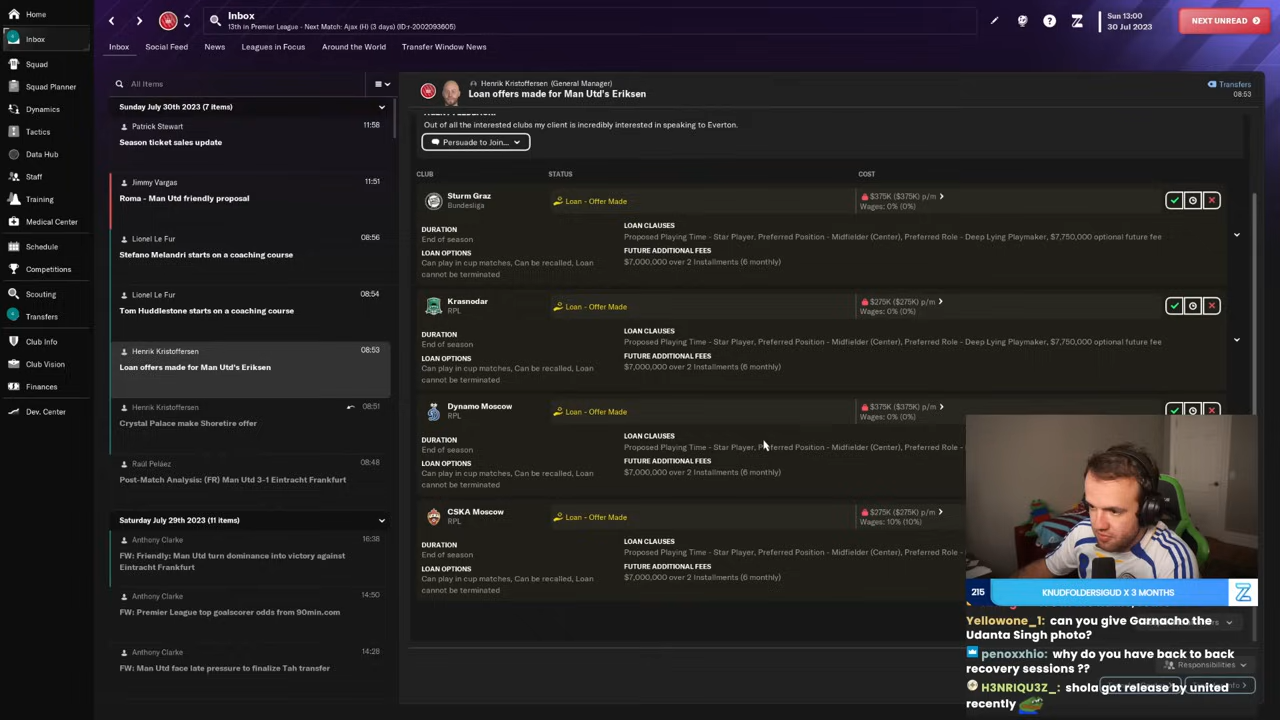 Home
Inbox
Squad
Squad Planner
Dynamics
Tactics
Data Hub
Staff
Training
Medical Center
Schedule
Competitions
Scouting
Transfers
Club Info
Club Vision
Finances
Dev. Center
Inbox
13th in Premier League - Next Match: Ajax (H) (3 days) (ID:r-2002093605)
Sun 13:00
30 Jul 2023
NEXT UNREAD
Inbox
Social Feed
News
Leagues in Focus
Around the World
Transfer Window News
All Items
Sunday July 30th 2023 (7 items)
Patrick Stewart 11:58
Season ticket sales update
Jimmy Vargas 11:51
Roma - Man Utd friendly proposal
Lionel Le Fur 08:56
Stefano Melandri starts on a coaching course
Lionel Le Fur 08:54
Tom Huddlestone starts on a coaching course
Henrik Kristoffersen 08:53
Loan offers made for Man Utd's Eriksen
Henrik Kristoffersen 08:51
Crystal Palace make Shoretire offer
Raúl Peláez 08:48
Post-Match Analysis: (FR) Man Utd 3-1 Eintracht Frankfurt
Saturday July 29th 2023 (11 items)
Anthony Clarke 16:38
FW: Friendly: Man Utd turn dominance into victory against
Eintracht Frankfurt
Anthony Clarke 14:50
FW: Premier League top goalscorer odds from 90min.com
Anthony Clarke 14:28
FW: Man Utd face late pressure to finalize Tah transfer
Henrik Kristoffersen (General Manager)
Loan offers made for Man Utd's Eriksen
Transfers
08:53
Out of all the interested clubs my client is incredibly interested in speaking to Everton.
Persuade to Join...
CLUB STATUS COST
Sturm Graz
Bundesliga
Loan - Offer Made
$375K ($375K) p/m
Wages: 0% (0%)
DURATION
End of season
LOAN OPTIONS
Can play in cup matches, Can be recalled, Loan
cannot be terminated
LOAN CLAUSES
Proposed Playing Time - Star Player, Preferred Position - Midfielder (Center), Preferred Role - Deep Lying Playmaker, $7,750,000 optional future fee
FUTURE ADDITIONAL FEES
$7,000,000 over 2 Installments (6 monthly)
Krasnodar
RPL
Loan - Offer Made
$275K ($275K) p/m
Wages: 0% (0%)
DURATION
End of season
LOAN OPTIONS
Can play in cup matches, Can be recalled, Loan
cannot be terminated
LOAN CLAUSES
Proposed Playing Time - Star Player, Preferred Position - Midfielder (Center), Preferred Role - Deep Lying Playmaker, $7,750,000 optional future fee
FUTURE ADDITIONAL FEES
$7,000,000 over 2 Installments (6 monthly)
Dynamo Moscow
RPL
Loan - Offer Made
$375K ($375K) p/m
Wages: 0% (0%)
DURATION
End of season
LOAN OPTIONS
Can play in cup matches, Can be recalled, Loan
cannot be terminated
LOAN CLAUSES
Proposed Playing Time - Star Player, Preferred Position - Midfielder (Center), Preferred Role -
FUTURE ADDITIONAL FEES
$7,000,000 over 2 Installments (6 monthly)
CSKA Moscow
RPL
Loan - Offer Made
$275K ($275K) p/m
Wages: 10% (10%)
DURATION
End of season
LOAN OPTIONS
Can play in cup matches, Can be recalled, Loan
cannot be terminated
LOAN CLAUSES
Proposed Playing Time - Star Player, Preferred Position - Midfielder (Center), Preferred Role -
FUTURE ADDITIONAL FEES
$7,000,000 over 2 Installments (6 monthly)
215 KNUDFOLDERSIGUD X 3 MONTHS
Yellowone_1: can you give Garnacho the
Udanta Singh photo?
penoxxhio: why do you have back to back
recovery sessions ??
Responsibilities
H3NRIQU3Z_: shola got release by united
recently